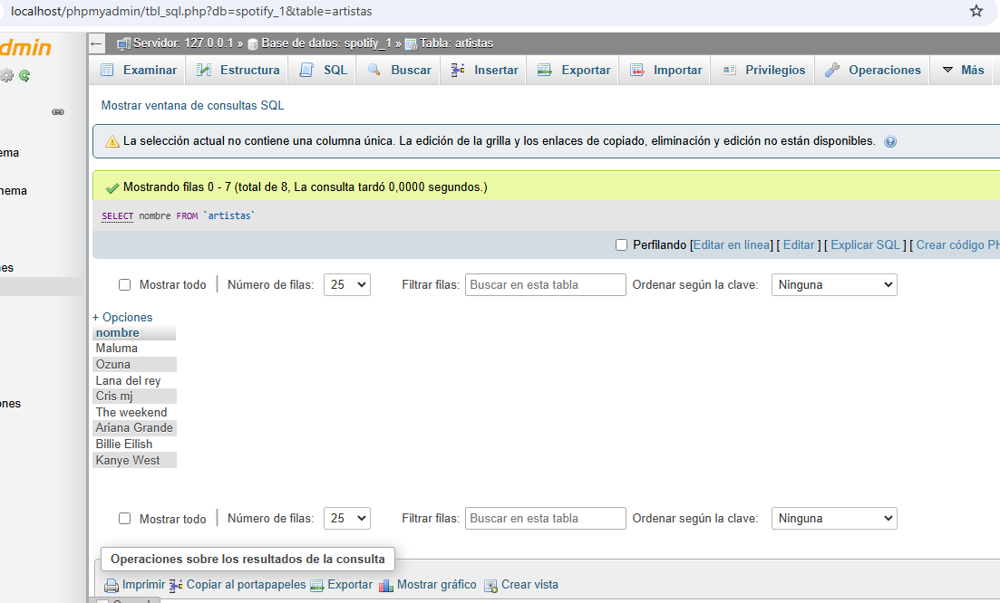 localhost/phpmyadmin/tbl_sql.php?db=spotify_1&table=artistas
dmin
Servidor: 127.0.0.1 » Base de datos: spotify_1 » Tabla: artistas
Examinar Estructura SQL Buscar Insertar Exportar Importar Privilegios Operaciones Más
Mostrar ventana de consultas SQL
La selección actual no contiene una columna única. La edición de la grilla y los enlaces de copiado, eliminación y edición no están disponibles.
ema
Mostrando filas 0 - 7 (total de 8, La consulta tardó 0,0000 segundos.)
nema
SELECT nombre FROM `artistas`
Perfilando [Editar en línea] [ Editar ] [ Explicar SQL ] [ Crear código PH
es
Mostrar todo | Número de filas: 25 Filtrar filas: Buscar en esta tabla Ordenar según la clave: Ninguna
+ Opciones
nombre
Maluma
Ozuna
Lana del rey
Cris mj
ones
The weekend
Ariana Grande
Billie Eilish
Kanye West
Mostrar todo | Número de filas: 25 Filtrar filas: Buscar en esta tabla Ordenar según la clave: Ninguna
Operaciones sobre los resultados de la consulta
Imprimir Copiar al portapapeles Exportar Mostrar gráfico Crear vista